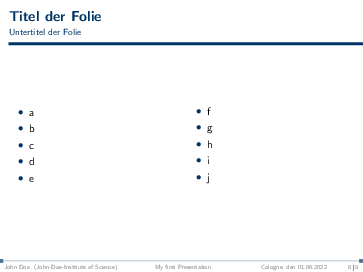 Titel der Folie
Untertitel der Folie
• a
• b
• c
• d
• e
• f
• g
• h
• i
• j
John Doe (John-Doe-Institute of Science) My first Presentation Cologne, den 01.06.2022 8|8